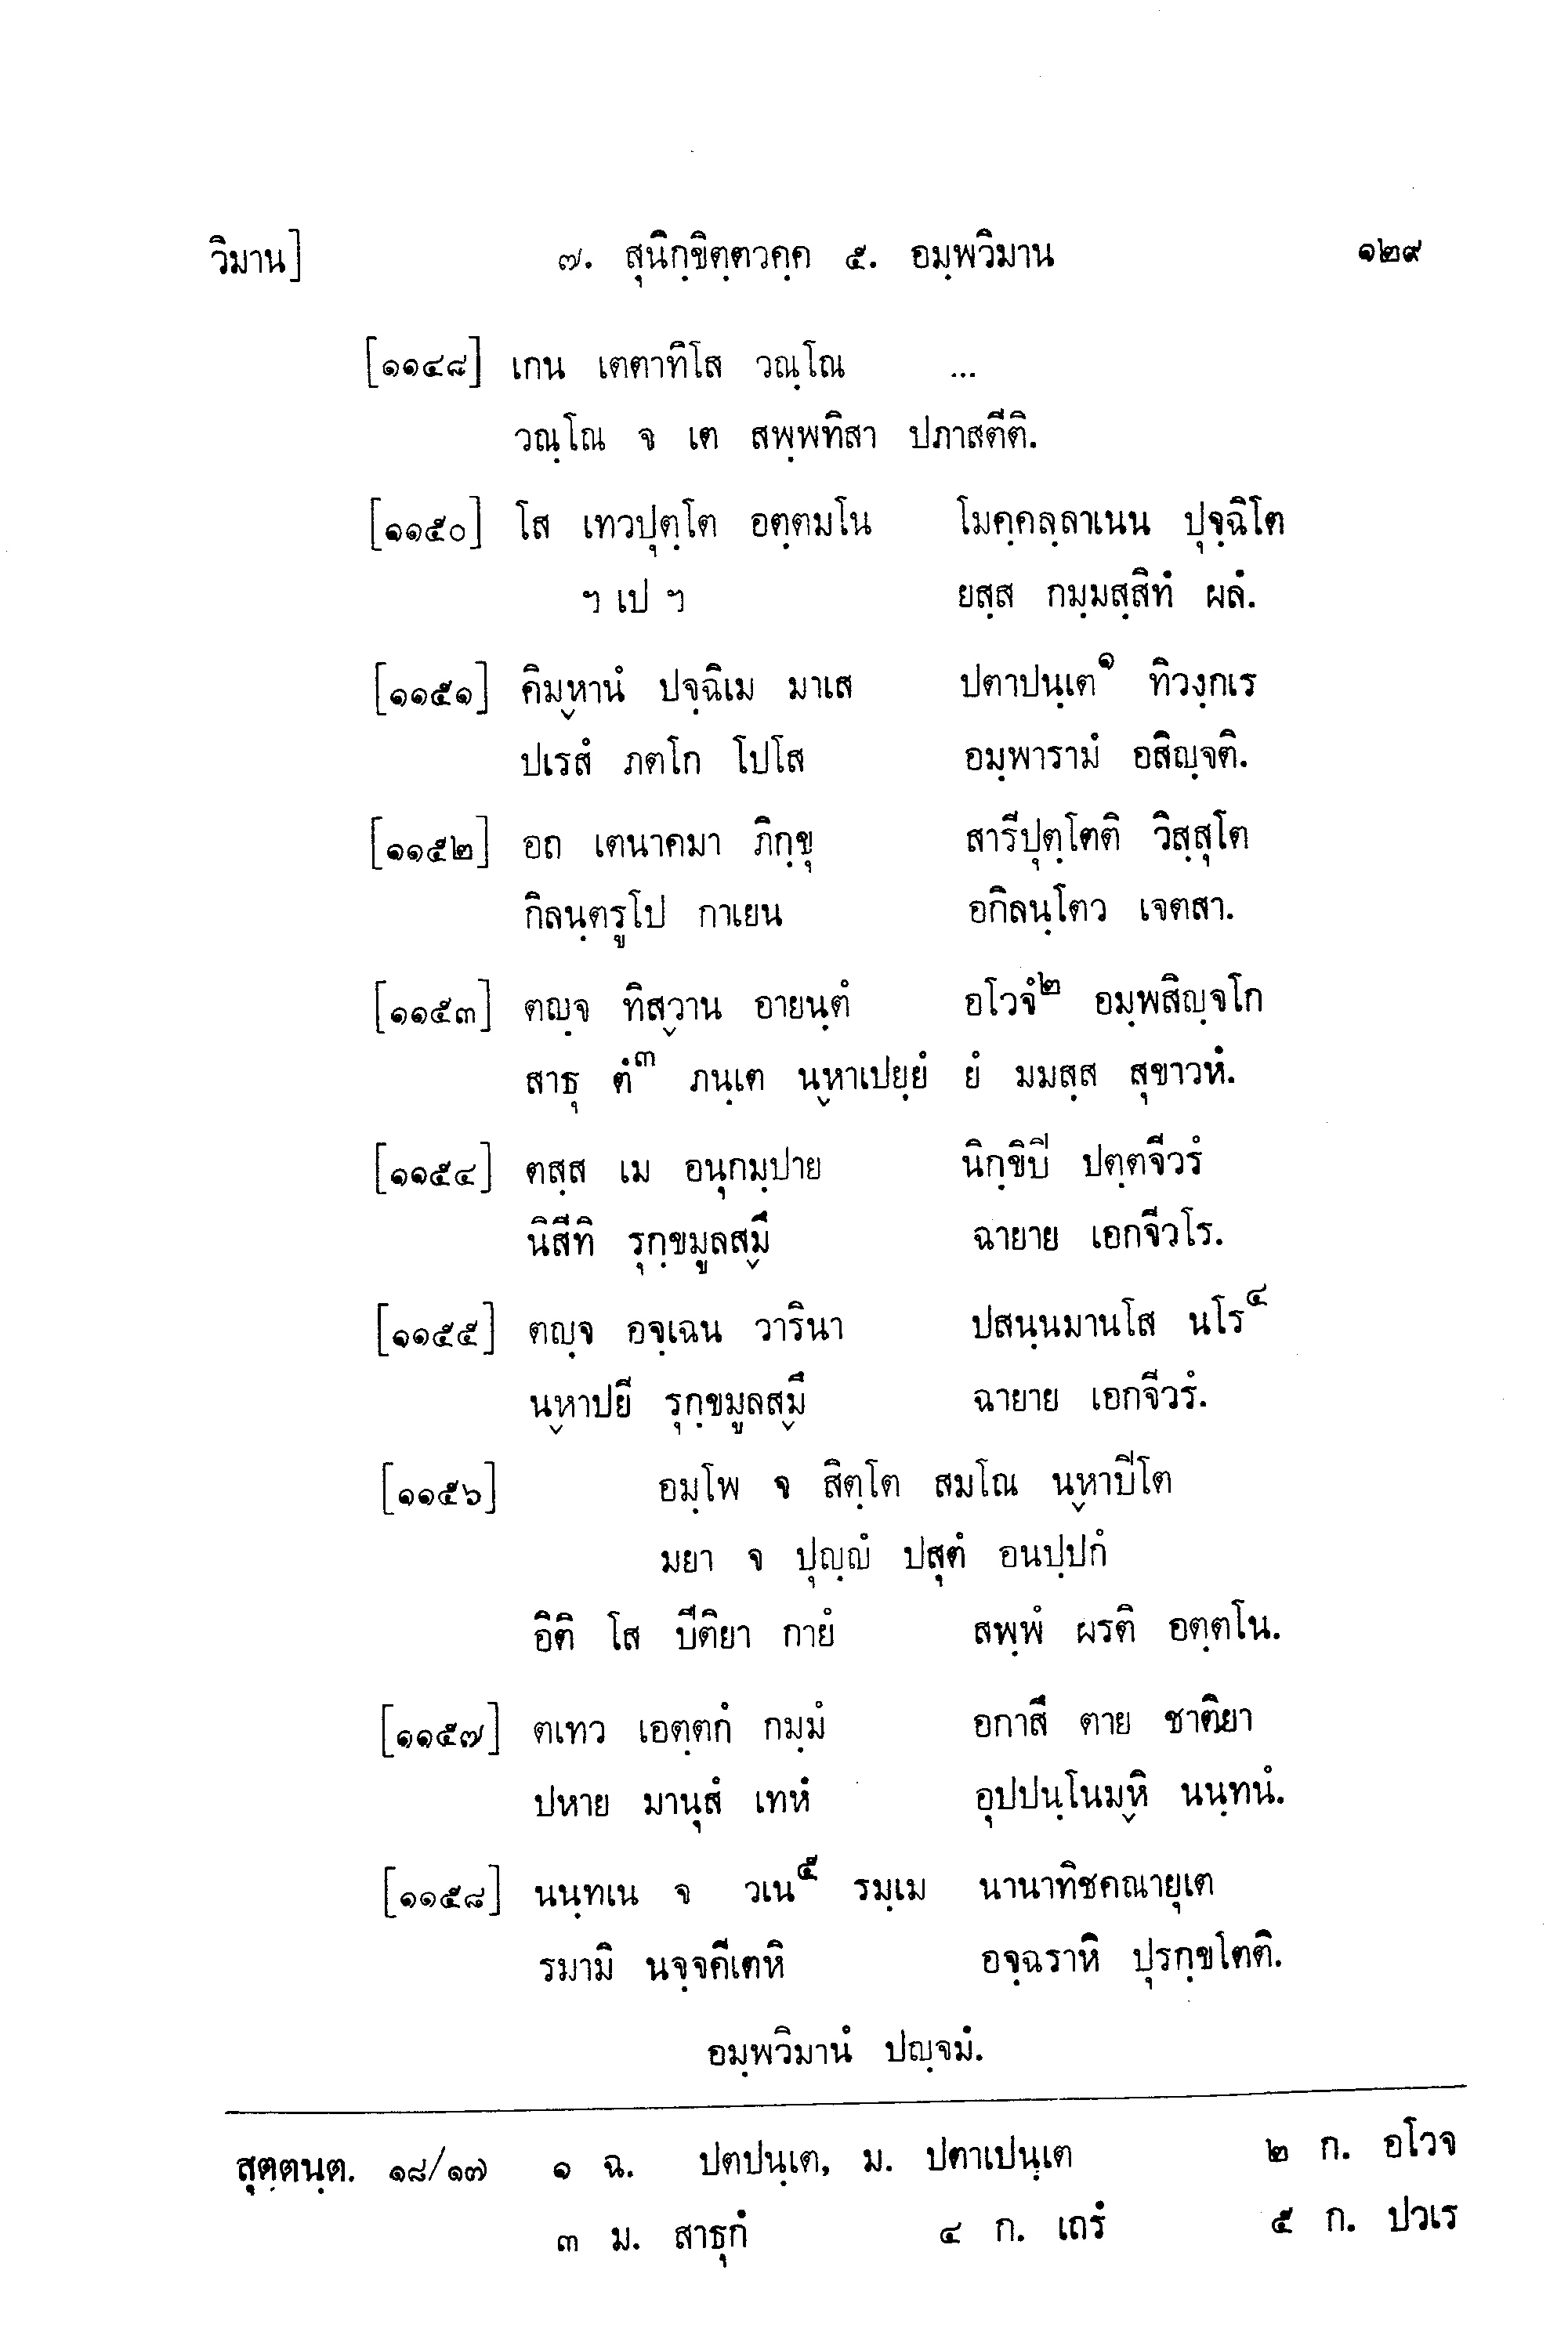 วิมาน] ๗. สุนิกฺขิตฺตวคฺค ๕. อมฺพวิมาน ๑๒๙
[๑๑๔๘] เกน เตตาทิโส วณฺโณ ...
วณฺโณ จ เต สพฺพทิสา ปภาสตีติ.
[๑๑๕๐] โส เทวปุตฺโต อตฺตมโน โมคฺคลฺลาเนน ปุจฺฉิโต
ฯ เป ฯ ยสฺส กมฺมสฺสิทํ ผลํ.
[๑๑๕๑] คิมฺหานํ ปจฺฉิเม มาเส ปตาปนฺเต๑ ทิวงฺกเร
ปเรสํ ภตโก โปโส อมฺพารามํ อสิญฺจติ.
[๑๑๕๒] อถ เตนาคมา ภิกฺขุ สารีปุตฺโตติ วิสฺสุโต
กิลนฺตรูโป กาเยน อกิลนฺโตว เจตสา.
[๑๑๕๓] ตญฺจ ทิสฺวาน อายนฺตํ อโวจํ๒ อมฺพสิญฺจโก
สาธุ ตํ๓ ภนฺเต นฺหาเปยฺยํ ยํ มมสฺส สุขาวหํ.
[๑๑๕๔] ตสฺส เม อนุกมฺปาย นิกฺขิปิ ปตฺตจีวรํ
นิสีทิ รุกฺขมูลสฺมึ ฉายาย เอกจีวโร.
[๑๑๕๕] ตญฺจ อจฺเฉน วารินา ปสนฺนมานโส นโร๔
นฺหาปยี รุกฺขมูลสฺมึ ฉายาย เอกจีวรํ.
[๑๑๕๖] อมฺโพ จ สิตฺโต สมโณ นฺหาปิโต
มยา จ ปุญฺญํ ปสุตํ อนปฺปกํ
อิติ โส ปีติยา กายํ สพฺพํ ผรติ อตฺตโน.
[๑๑๕๗] ตเทว เอตฺตกํ กมฺมํ อกาสึ ตาย ชาติยา
ปหาย มานุสํ เทหํ อุปปนฺโนมฺหิ นนฺทนํ.
[๑๑๕๘] นนฺทเน จ วเน๕ รมฺเม นานาทิชคณายุเต
รมามิ นจฺจคีเตหิ อจฺฉราหิ ปุรกฺขโตติ.
อมฺพวิมานํ ปญฺจมํ.
สุตฺตนฺต. ๑๘/๑๗ ๑ ฉ. ปตปนฺเต, ม. ปตาเปนฺเต ๒ ก. อโวจ
๓ ม. สาธุกํ ๔ ก. เถรํ ๕ ก. ปวเร